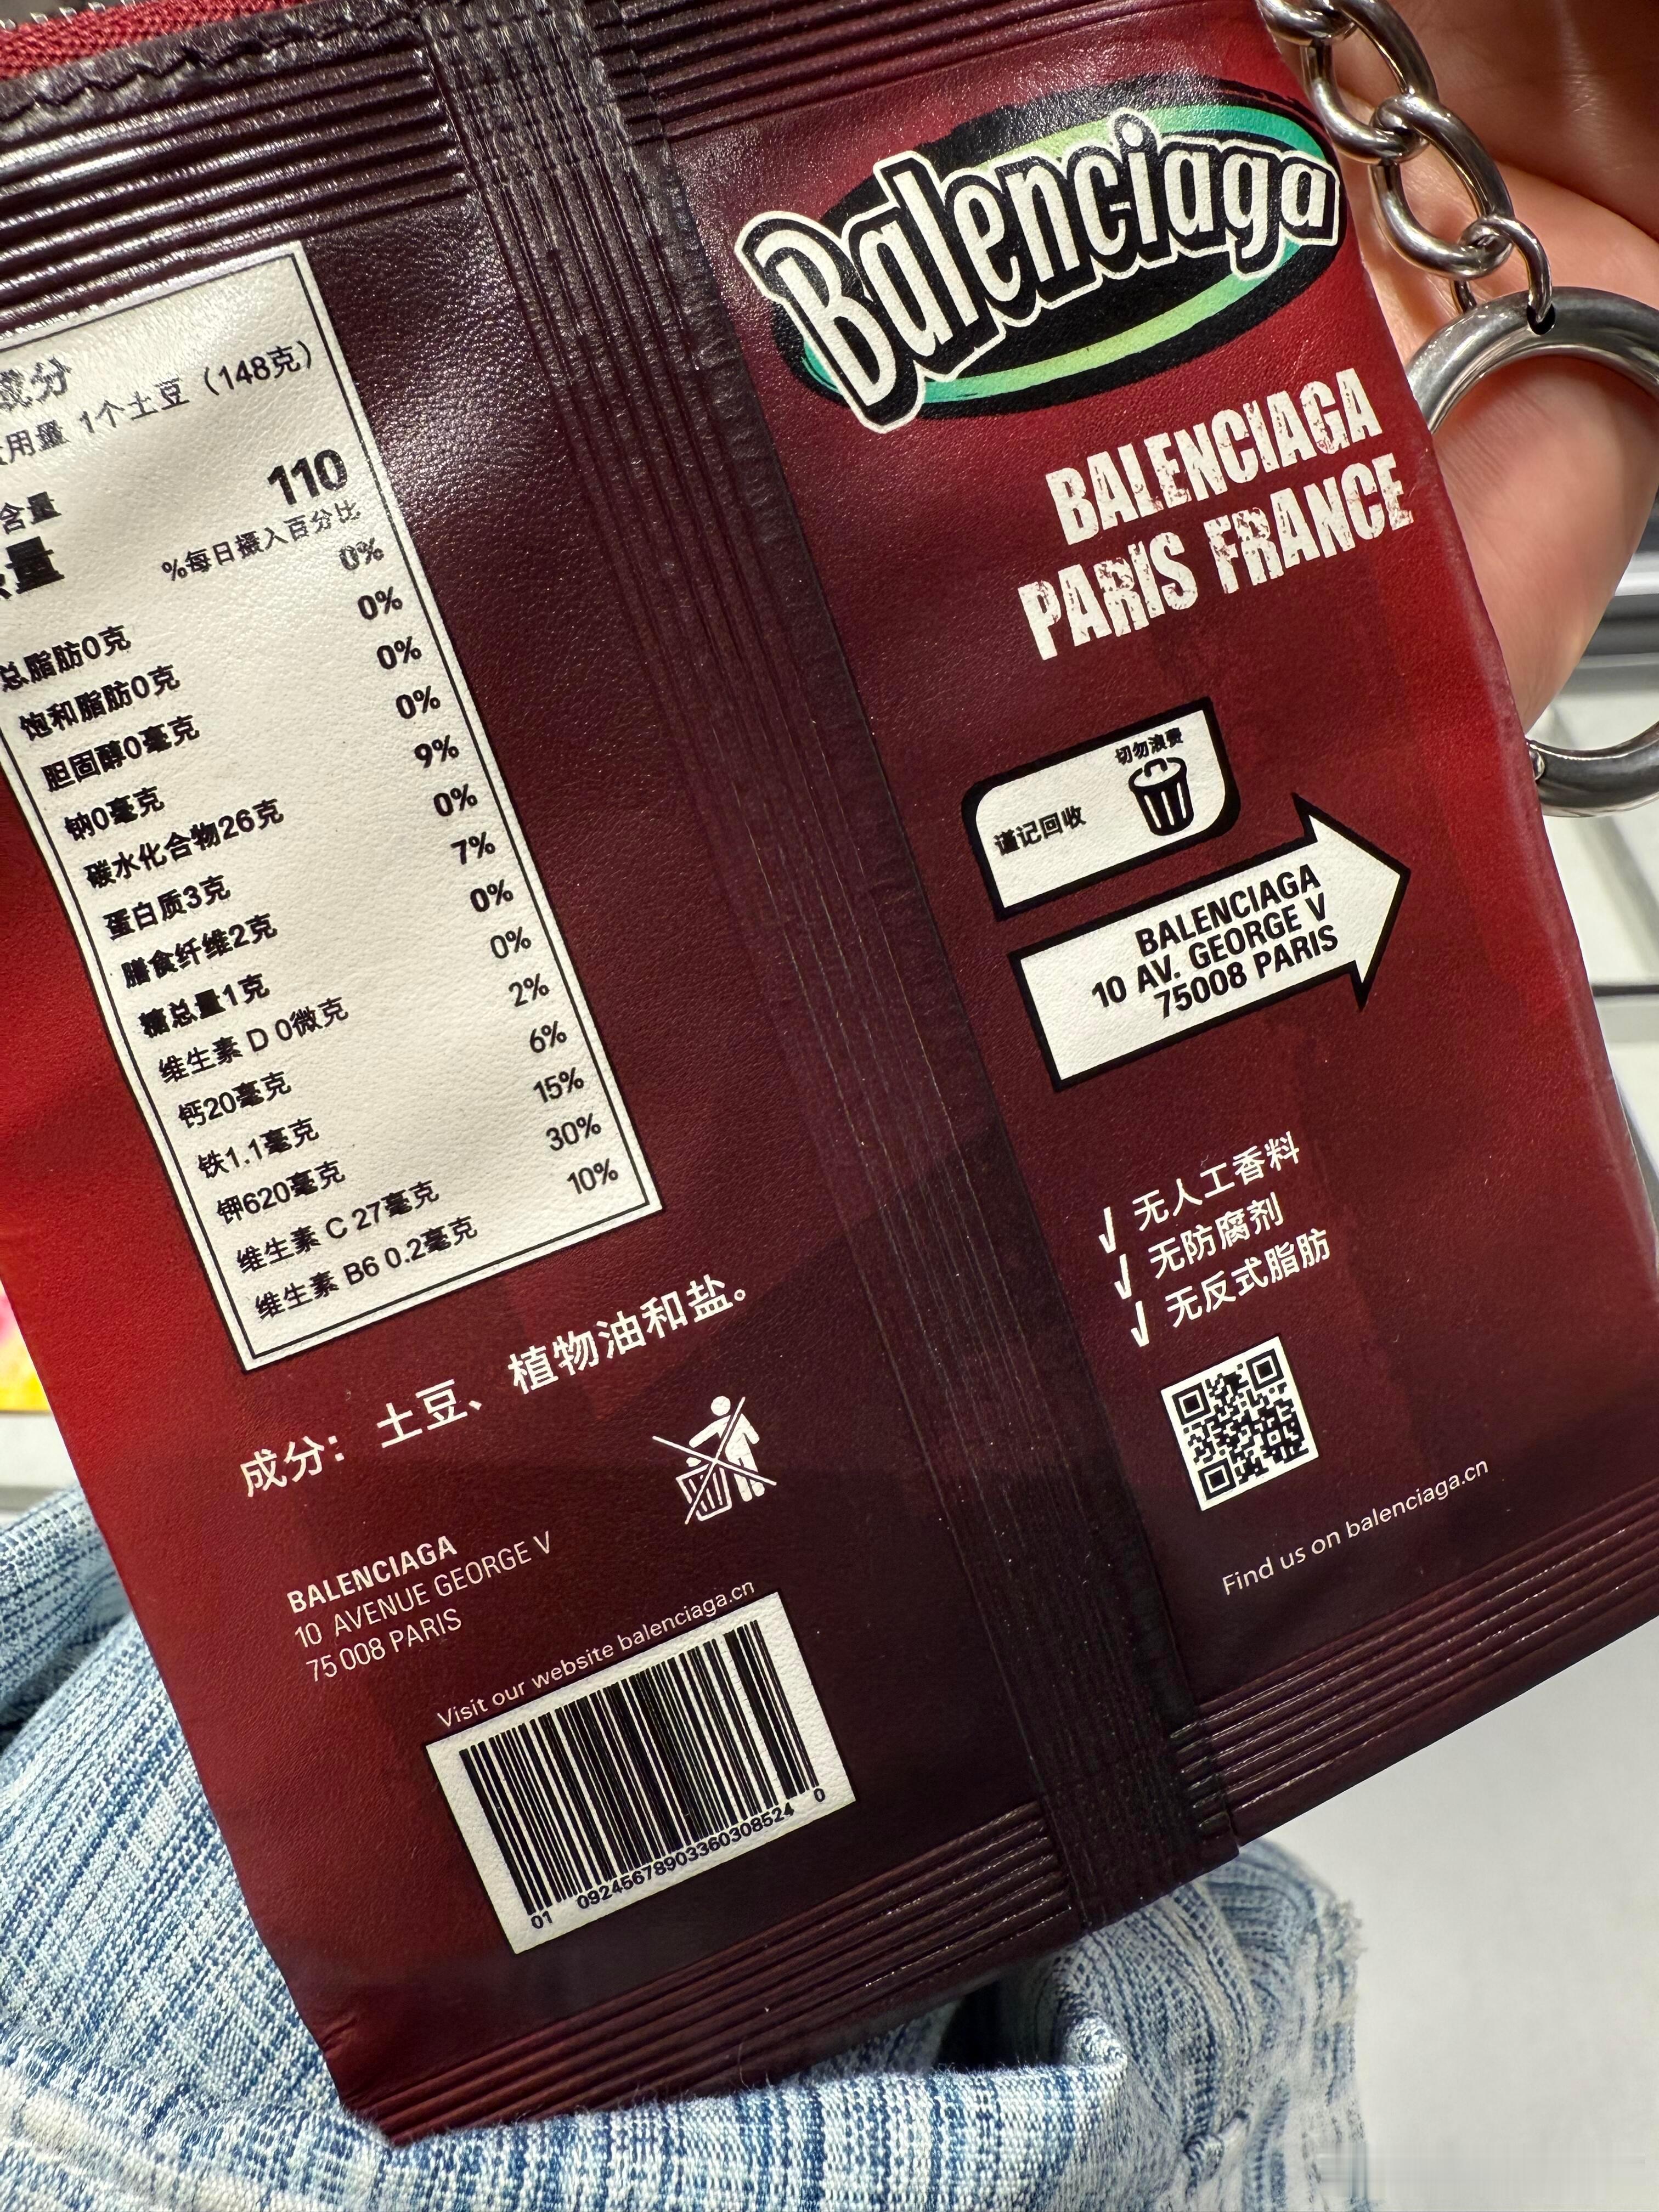 成分
用量 1个土豆（148克）
含量
量 110
%每日摄入百分比
总脂肪0克 0%
饱和脂肪0克 0%
胆固醇0毫克 0%
钠0毫克 0%
碳水化合物26克 9%
蛋白质3克 0%
膳食纤维2克 7%
糖总量1克 0%
维生素 D 0微克 0%
钙20毫克 2%
铁1.1毫克 6%
钾620毫克 15%
维生素 C 27毫克 30%
维生素 B6 0.2毫克 10%
成分： 土豆、植物油和盐。
BALENCIAGA
10 AVENUE GEORGE V
75 008 PARIS
Visit our website balenciaga.cn
01 09245678903360308524 0
Balenciaga
BALENCIAGA
PARIS FRANCE
切勿浪费
谨记回收
BALENCIAGA
10 AV. GEORGE V
75008 PARIS
√ 无人工香料
√ 无防腐剂
√ 无反式脂肪
Find us on balenciaga.cn